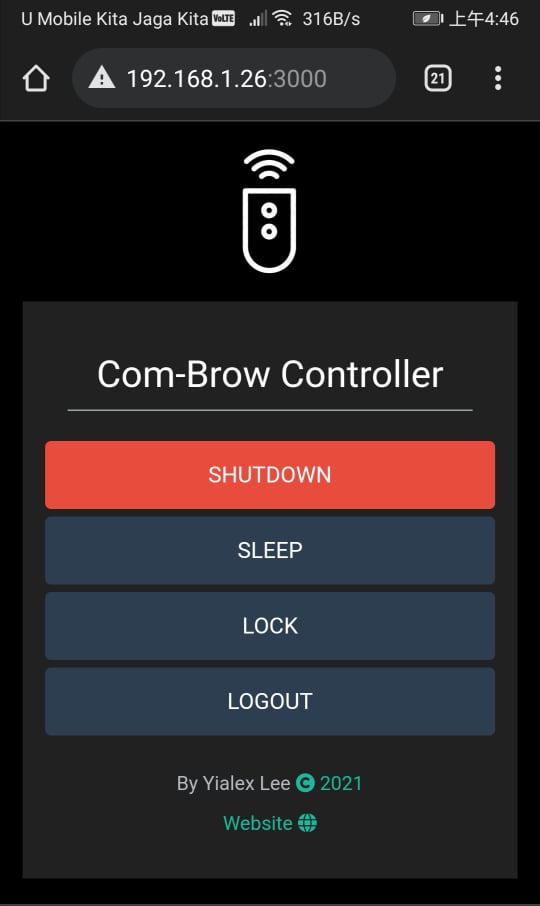 U Mobile Kita Jaga Kita VoLTE 316B/s 上午4:46
192.168.1.26:3000 21
Com-Brow Controller
SHUTDOWN
SLEEP
LOCK
LOGOUT
By Yialex Lee © 2021
Website